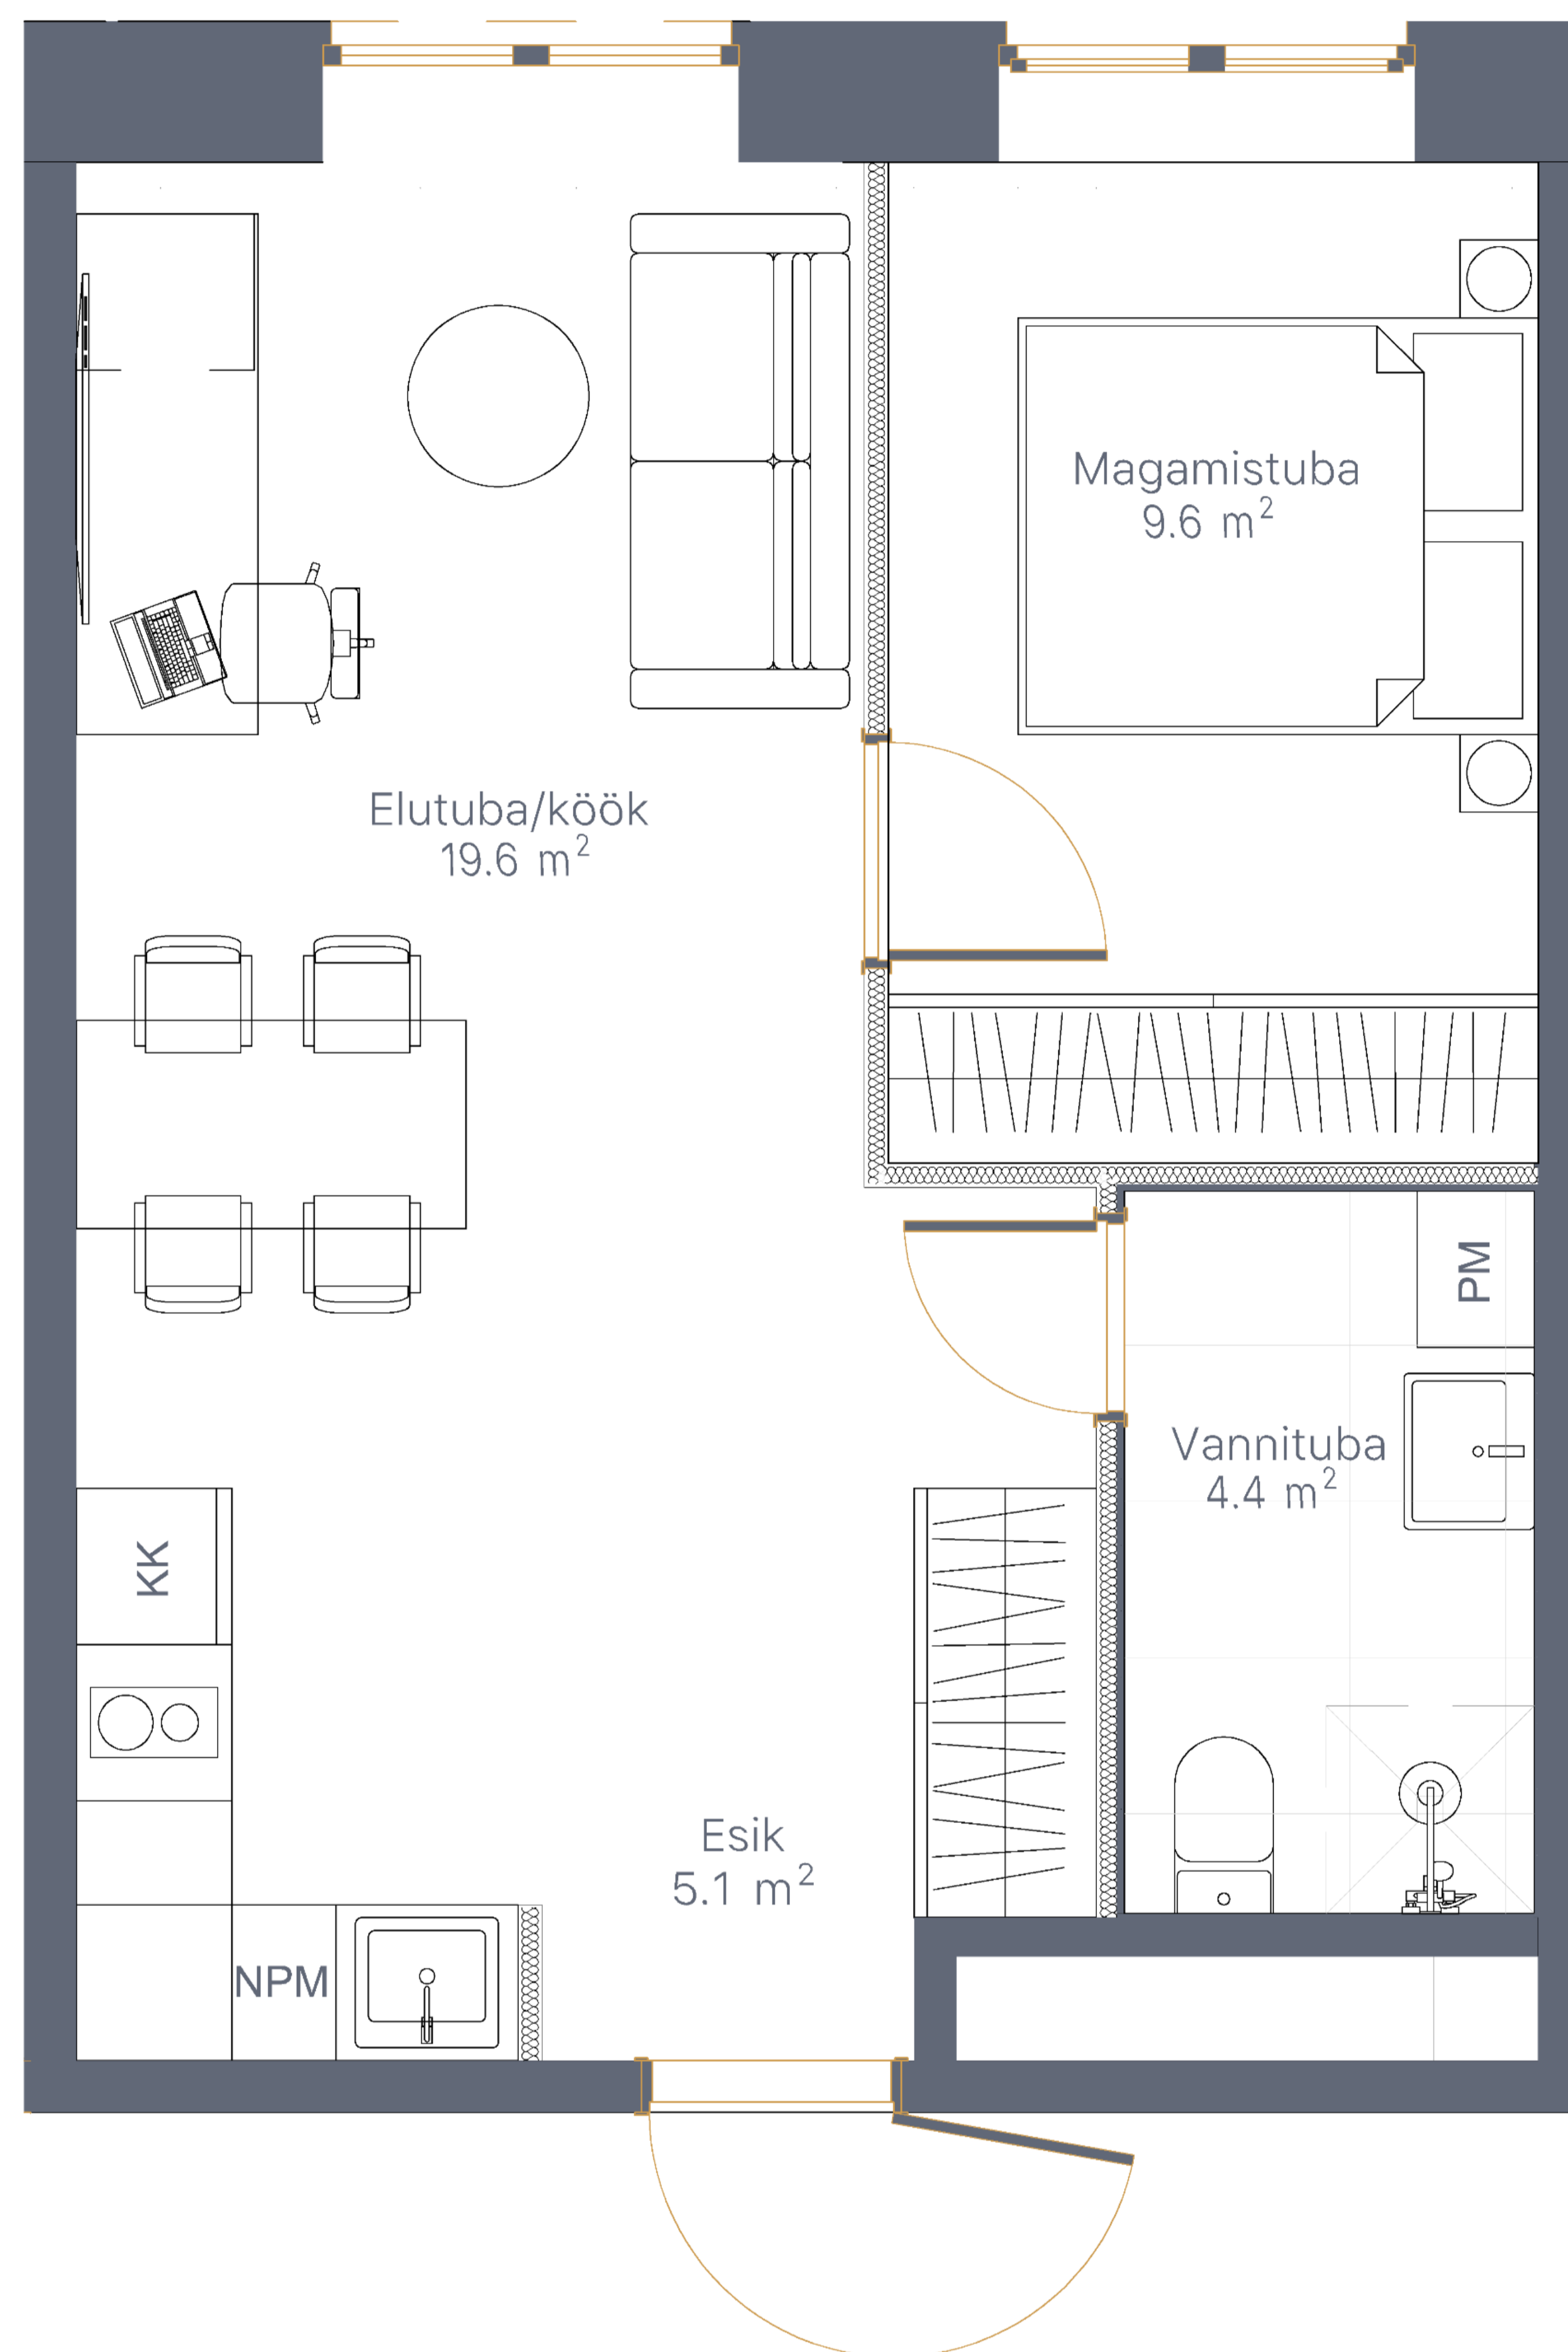 Magamistuba
9.6 m²
Elutuba/köök
19.6 m²
PM
Vannituba
4.4 m²
KK
Esik
5.1 m²
NPM